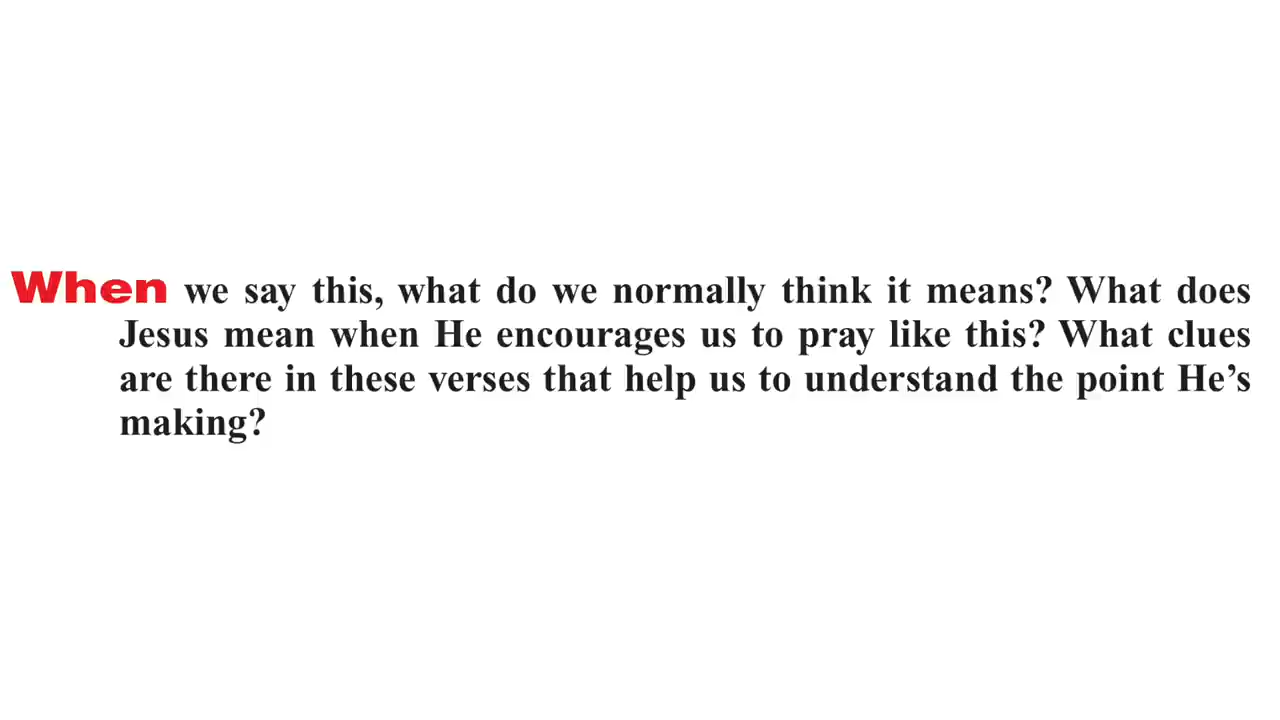 When we say this, what do we normally think it means? What does
Jesus mean when He encourages us to pray like this? What clues
are there in these verses that help us to understand the point He’s
making?